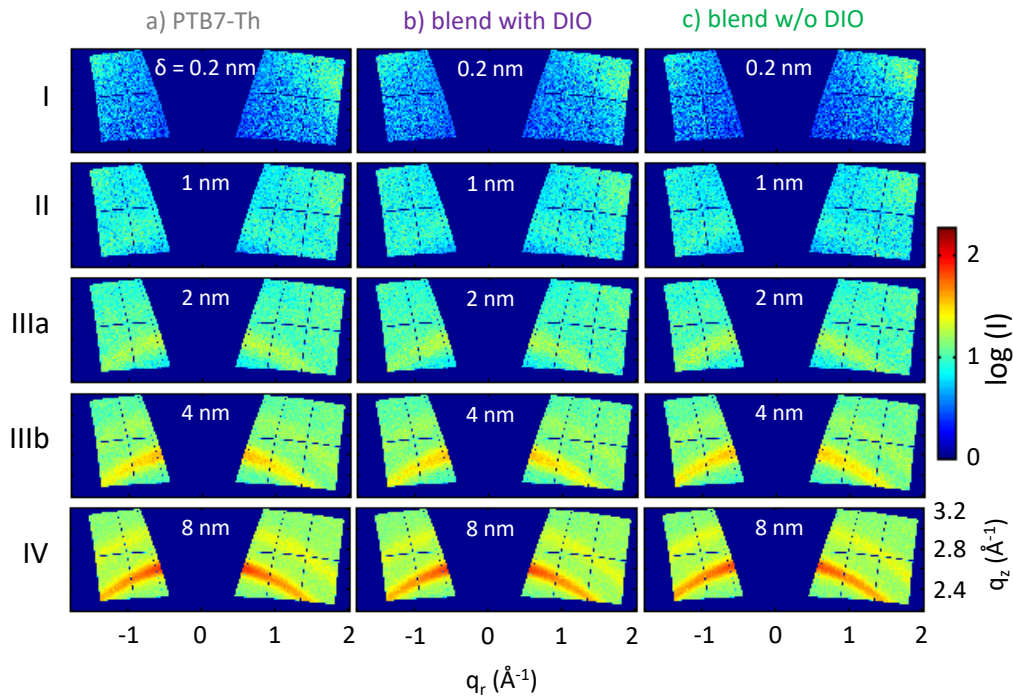 a) PTB7-Th b) blend with DIO c) blend w/o DIO
I δ = 0.2 nm 0.2 nm 0.2 nm
II 1 nm 1 nm 1 nm
IIIa 2 nm 2 nm 2 nm
IIIb 4 nm 4 nm 4 nm
IV 8 nm 8 nm 8 nm
2
1
0
log (I)
3.2
2.8
2.4
q_z (Å⁻¹)
-1 0 1 2 -1 0 1 2 -1 0 1 2
q_r (Å⁻¹)